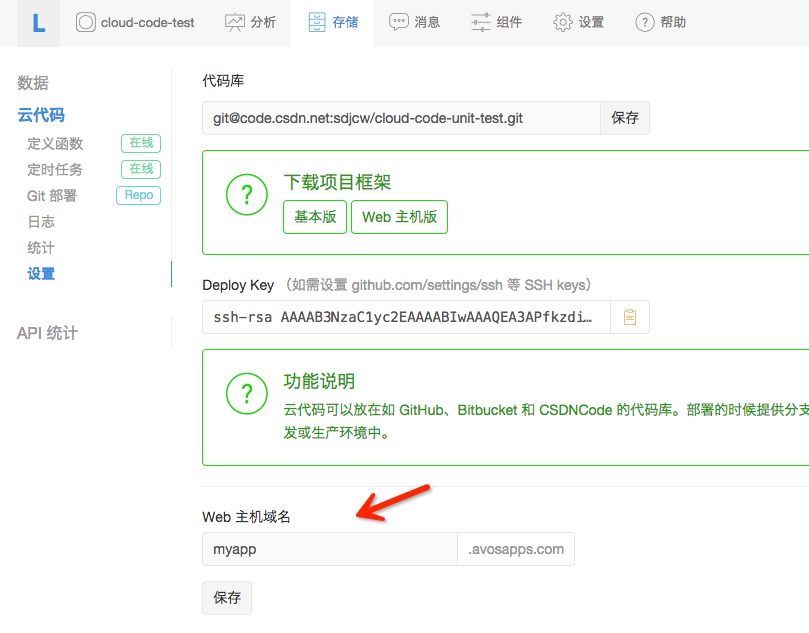 L cloud-code-test 分析 存储 消息 组件 设置 ? 帮助
数据
云代码
定义函数 在线
定时任务 在线
Git 部署 Repo
日志
统计
设置
API 统计
代码库
git@code.csdn.net:sdjcw/cloud-code-unit-test.git 保存
? 下载项目框架
基本版 Web 主机版
Deploy Key (如需设置 github.com/settings/ssh 等 SSH keys)
ssh-rsa AAAAB3NzaC1yc2EAAAABIwAAAQEA3APfkzdi…
? 功能说明
云代码可以放在如 GitHub、Bitbucket 和 CSDNCode 的代码库。部署的时候提供分支
发或生产环境中。
Web 主机域名
myapp .avosapps.com
保存